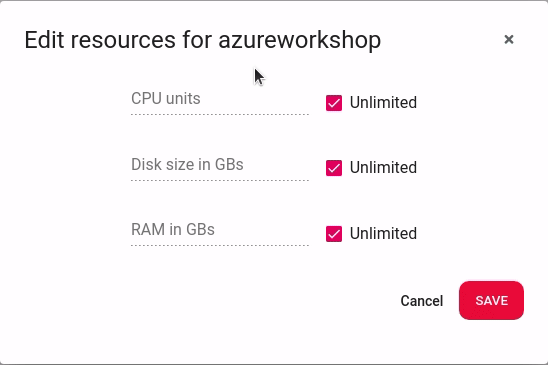 Edit resources for azureworkshop
CPU units
Unlimited
Disk size in GBs
Unlimited
RAM in GBs
Unlimited
Cancel
SAVE